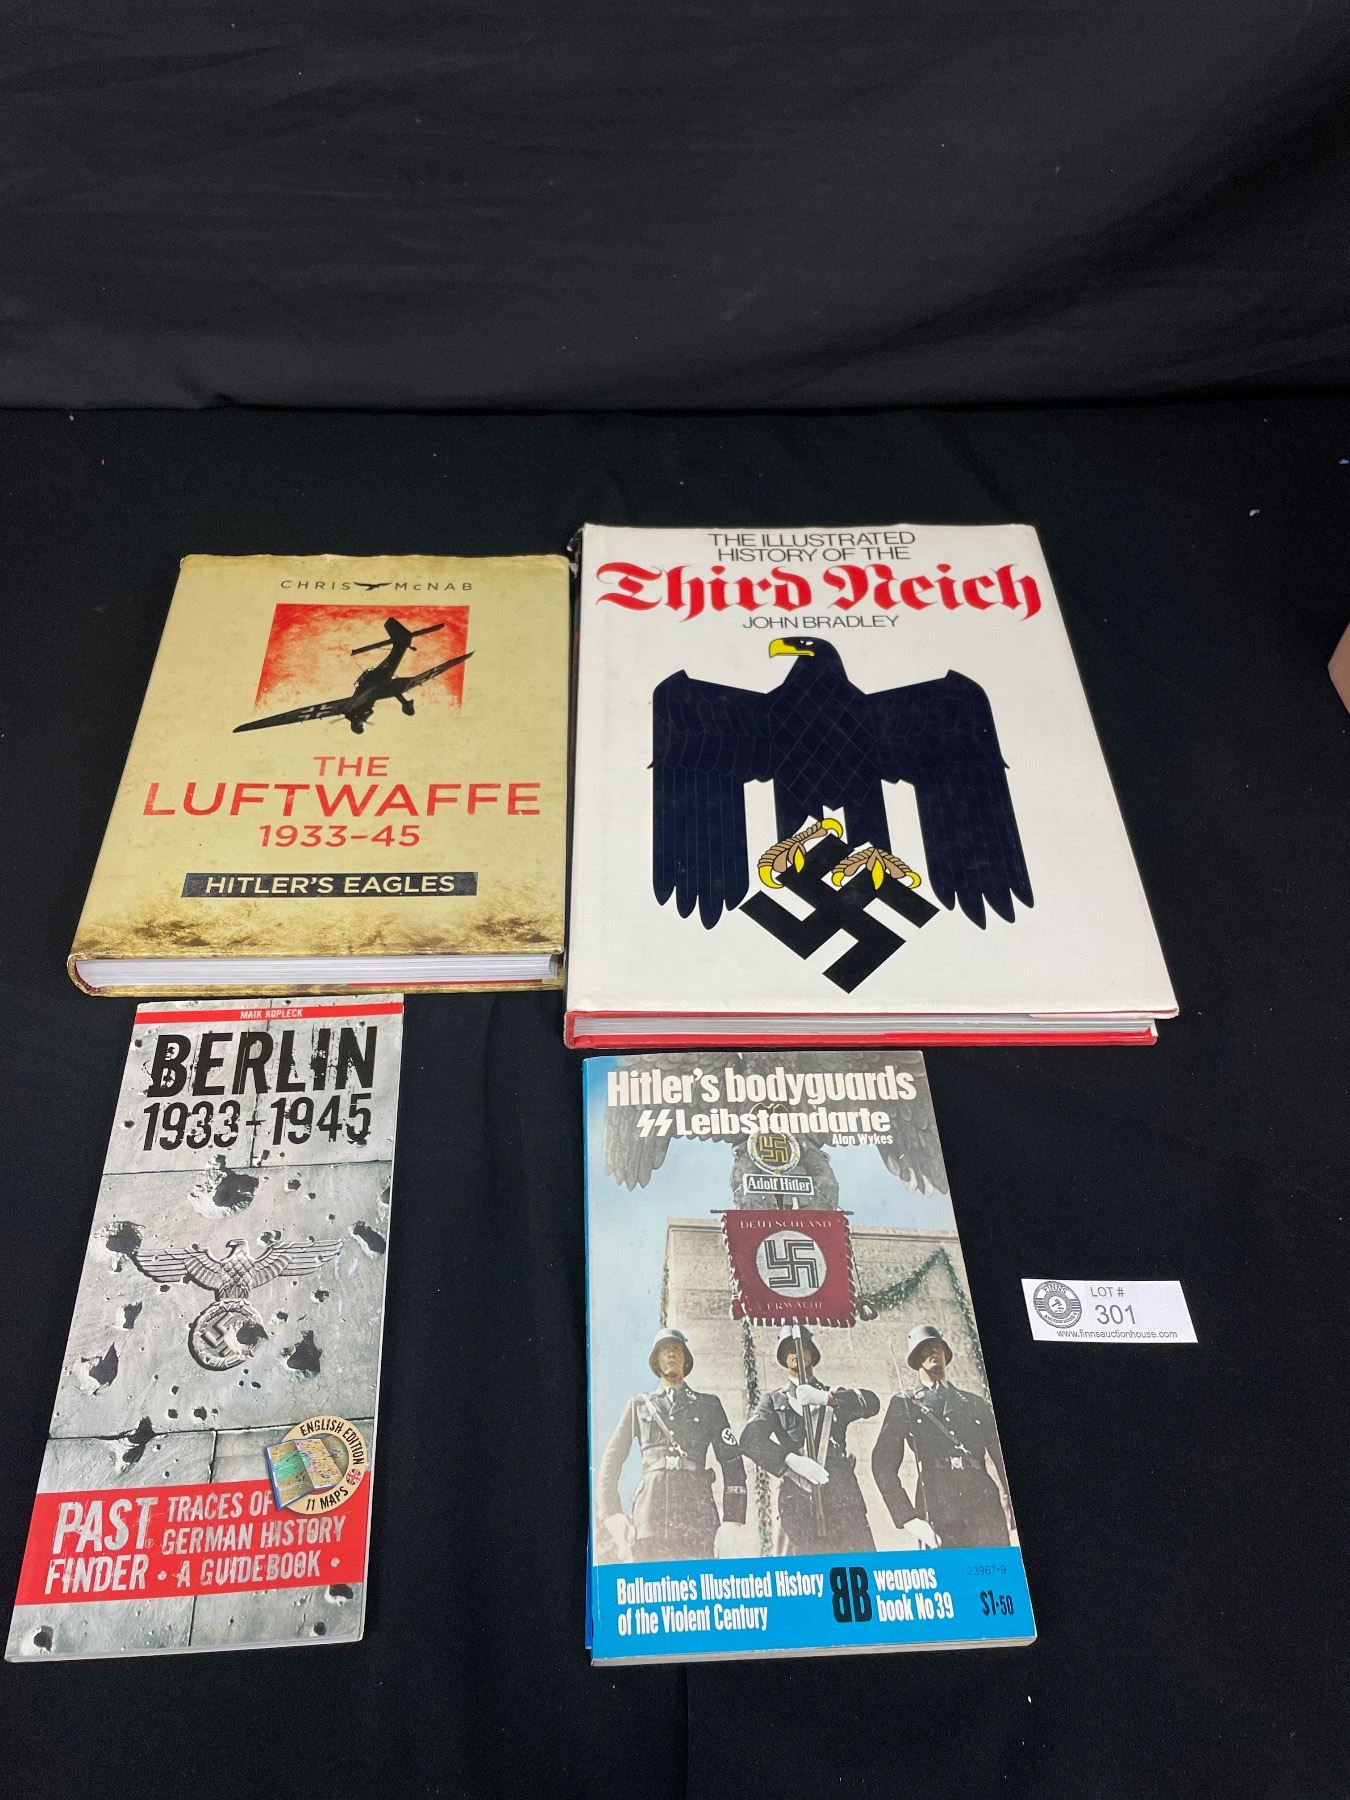 CHRIS McNAB
THE
LUFTWAFFE
1933–45
HITLER'S EAGLES
THE ILLUSTRATED
HISTORY OF THE
Third Reich
JOHN BRADLEY
MAIK KOPLECK
BERLIN
1933-1945
ENGLISH EDITION
11 MAPS
PAST®
FINDER
TRACES OF
GERMAN HISTORY
• A GUIDEBOOK •
Hitler's bodyguards
SS Leibstandarte
Alan Wykes
Adolf Hitler
DEUTSCHLAND
ERWACHE
Ballantine's Illustrated History
of the Violent Century
BB
weapons
book No 39
23967•9
$1•50
LOT #
301
www.finnsauctionhouse.com